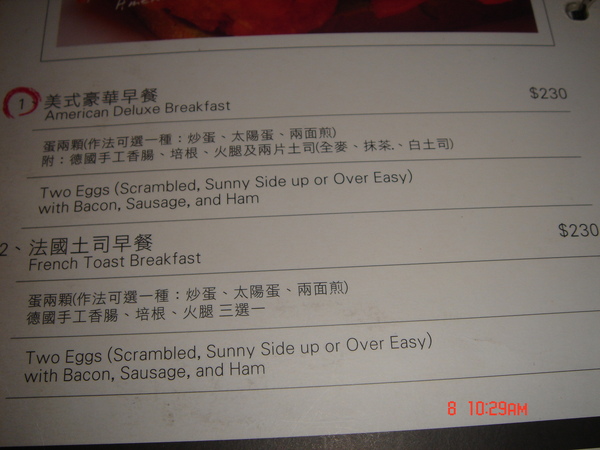 1 美式豪華早餐 $230
American Deluxe Breakfast
蛋兩顆(作法可選一種：炒蛋、太陽蛋、兩面煎)
附：德國手工香腸、培根、火腿及兩片土司(全麥、抹茶.、白土司)
Two Eggs (Scrambled, Sunny Side up or Over Easy)
with Bacon, Sausage, and Ham
2、法國土司早餐 $230
French Toast Breakfast
蛋兩顆(作法可選一種：炒蛋、太陽蛋、兩面煎)
德國手工香腸、培根、火腿 三選一
Two Eggs (Scrambled, Sunny Side up or Over Easy)
with Bacon, Sausage, and Ham
8 10:29AM